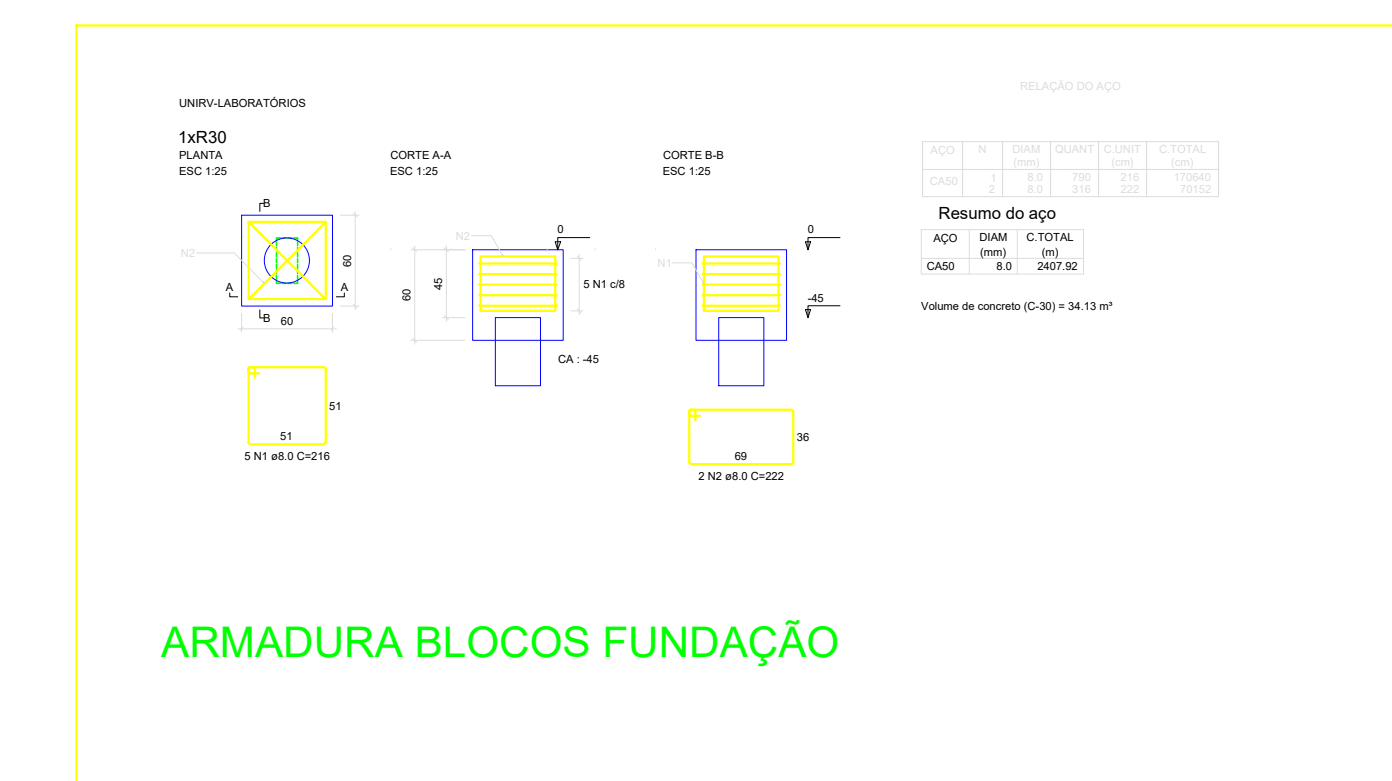 UNIRV-LABORATÓRIOS
1xR30
PLANTA
ESC 1:25
B
N2
A
A
B
60
60
51
51
5 N1 ø8.0 C=216
CORTE A-A
ESC 1:25
N2
0
60
45
5 N1 c/8
CA : -45
CORTE B-B
ESC 1:25
N1
0
-45
36
69
2 N2 ø8.0 C=222
RELAÇÃO DO AÇO
AÇO N DIAM QUANT C.UNIT C.TOTAL
(mm) (cm) (cm)
CA50 1 8.0 790 216 170640
2 8.0 316 222 70152
Resumo do aço
AÇO DIAM C.TOTAL
(mm) (m)
CA50 8.0 2407.92
Volume de concreto (C-30) = 34.13 m³
ARMADURA BLOCOS FUNDAÇÃO